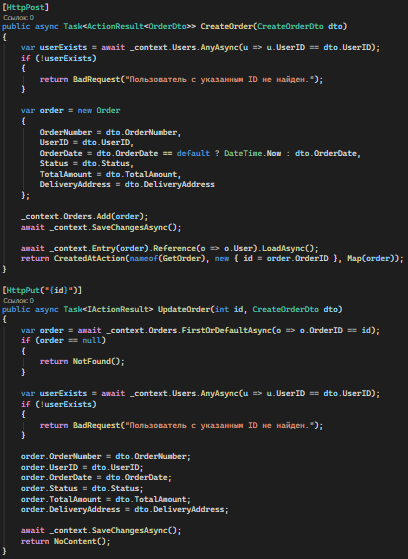 [HttpPost]
Ссылок: 0
public async Task<ActionResult<OrderDto>> CreateOrder(CreateOrderDto dto)
{
    var userExists = await _context.Users.AnyAsync(u => u.UserID == dto.UserID);
    if (!userExists)
    {
        return BadRequest("Пользователь с указанным ID не найден.");
    }

    var order = new Order
    {
        OrderNumber = dto.OrderNumber,
        UserID = dto.UserID,
        OrderDate = dto.OrderDate == default ? DateTime.Now : dto.OrderDate,
        Status = dto.Status,
        TotalAmount = dto.TotalAmount,
        DeliveryAddress = dto.DeliveryAddress
    };

    _context.Orders.Add(order);
    await _context.SaveChangesAsync();

    await _context.Entry(order).Reference(o => o.User).LoadAsync();
    return CreatedAtAction(nameof(GetOrder), new { id = order.OrderID }, Map(order));
}

[HttpPut("{id}")]
Ссылок: 0
public async Task<IActionResult> UpdateOrder(int id, CreateOrderDto dto)
{
    var order = await _context.Orders.FirstOrDefaultAsync(o => o.OrderID == id);
    if (order == null)
    {
        return NotFound();
    }

    var userExists = await _context.Users.AnyAsync(u => u.UserID == dto.UserID);
    if (!userExists)
    {
        return BadRequest("Пользователь с указанным ID не найден.");
    }

    order.OrderNumber = dto.OrderNumber;
    order.UserID = dto.UserID;
    order.OrderDate = dto.OrderDate;
    order.Status = dto.Status;
    order.TotalAmount = dto.TotalAmount;
    order.DeliveryAddress = dto.DeliveryAddress;

    await _context.SaveChangesAsync();
    return NoContent();
}